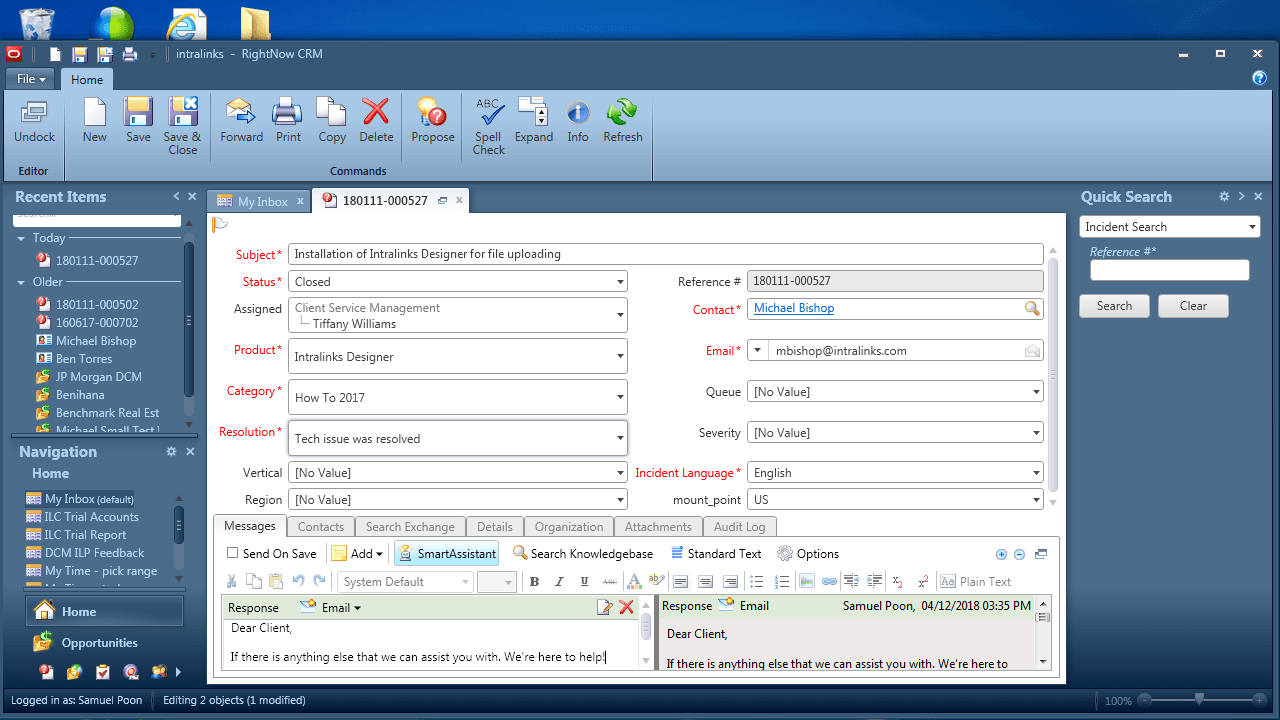 intralinks - RightNow CRM
File
Home
Undock
New
Save
Save & Close
Forward
Print
Copy
Delete
Propose
ABC
Spell Check
Expand
Info
Refresh
Editor
Commands
Recent Items
Today
180111-000527
Older
180111-000502
160617-000702
Michael Bishop
Ben Torres
JP Morgan DCM
Benihana
Benchmark Real Est
Michael Small Test
Navigation
Home
My Inbox (default)
ILC Trial Accounts
ILC Trial Report
DCM ILP Feedback
My Time - pick range
Home
Opportunities
My Inbox x
180111-000527
Subject * Installation of Intralinks Designer for file uploading
Status * Closed
Reference # 180111-000527
Assigned Client Service Management
Tiffany Williams
Contact * Michael Bishop
Product * Intralinks Designer
Email * mbishop@intralinks.com
Category * How To 2017
Queue [No Value]
Resolution * Tech issue was resolved
Severity [No Value]
Vertical [No Value]
Incident Language * English
Region [No Value]
mount_point US
Messages Contacts Search Exchange Details Organization Attachments Audit Log
Send On Save Add SmartAssistant Search Knowledgebase Standard Text Options
System Default B I U ABC A Aa Plain Text
Response Email
Dear Client,
If there is anything else that we can assist you with. We're here to help!
Response Email Samuel Poon, 04/12/2018 03:35 PM
Dear Client,
If there is anything else that we can assist you with. We're here to
Quick Search
Incident Search
Reference #*
Search Clear
Logged in as: Samuel Poon Editing 2 objects (1 modified)
100%